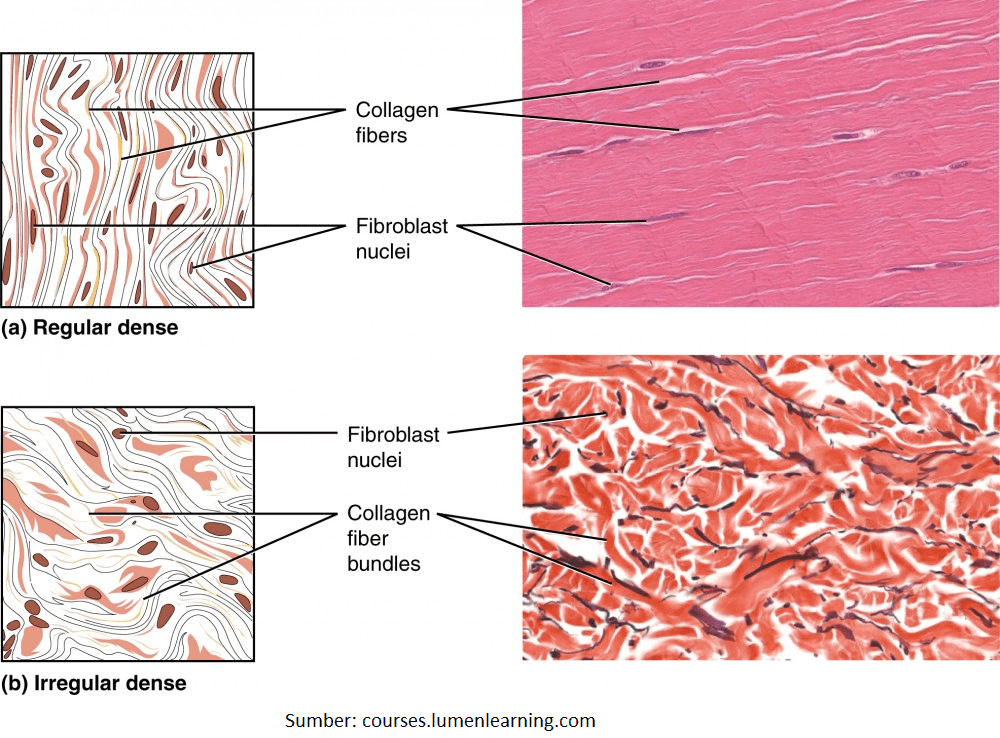 Collagen
fibers
Fibroblast
nuclei
(a) Regular dense
Fibroblast
nuclei
Collagen
fiber
bundles
(b) Irregular dense
Sumber: courses.lumenlearning.com